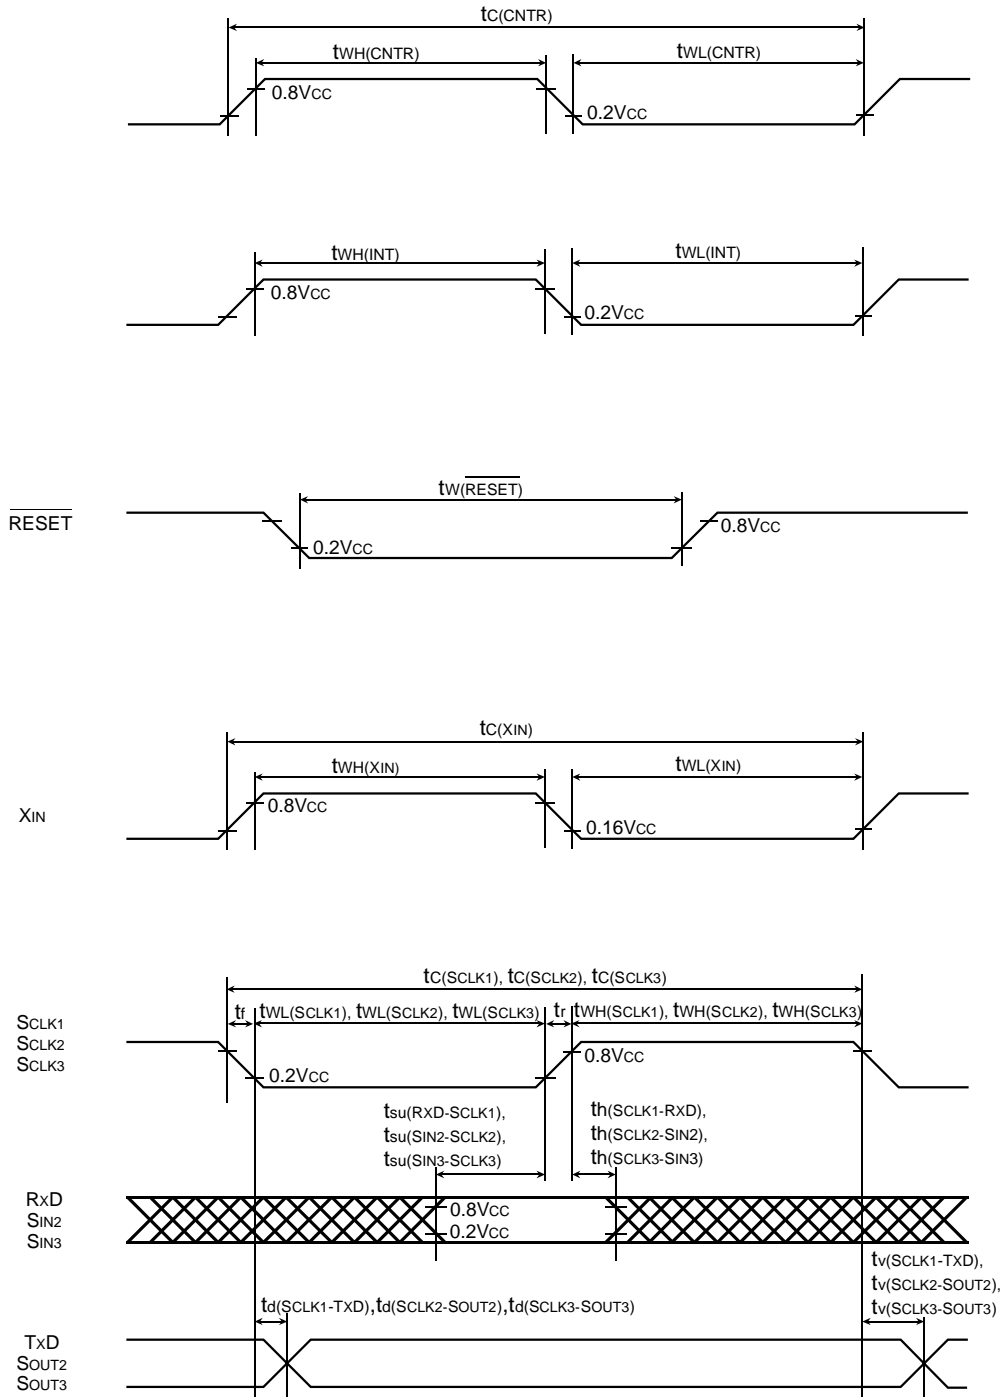 tC(CNTR)
tWH(CNTR)
tWL(CNTR)
0.8VCC
0.2VCC
tWH(INT)
tWL(INT)
0.8VCC
0.2VCC
tW(RESET)
RESET
0.8VCC
0.2VCC
tC(XIN)
tWH(XIN)
tWL(XIN)
XIN
0.8VCC
0.16VCC
tC(SCLK1), tC(SCLK2), tC(SCLK3)
tf
tWL(SCLK1), tWL(SCLK2), tWL(SCLK3)
tr
tWH(SCLK1), tWH(SCLK2), tWH(SCLK3)
SCLK1
SCLK2
SCLK3
0.8VCC
0.2VCC
tsu(RXD-SCLK1),
tsu(SIN2-SCLK2),
tsu(SIN3-SCLK3)
th(SCLK1-RXD),
th(SCLK2-SIN2),
th(SCLK3-SIN3)
RXD
SIN2
SIN3
0.8VCC
0.2VCC
tv(SCLK1-TXD),
tv(SCLK2-SOUT2),
tv(SCLK3-SOUT3)
td(SCLK1-TXD),td(SCLK2-SOUT2),td(SCLK3-SOUT3)
TXD
SOUT2
SOUT3